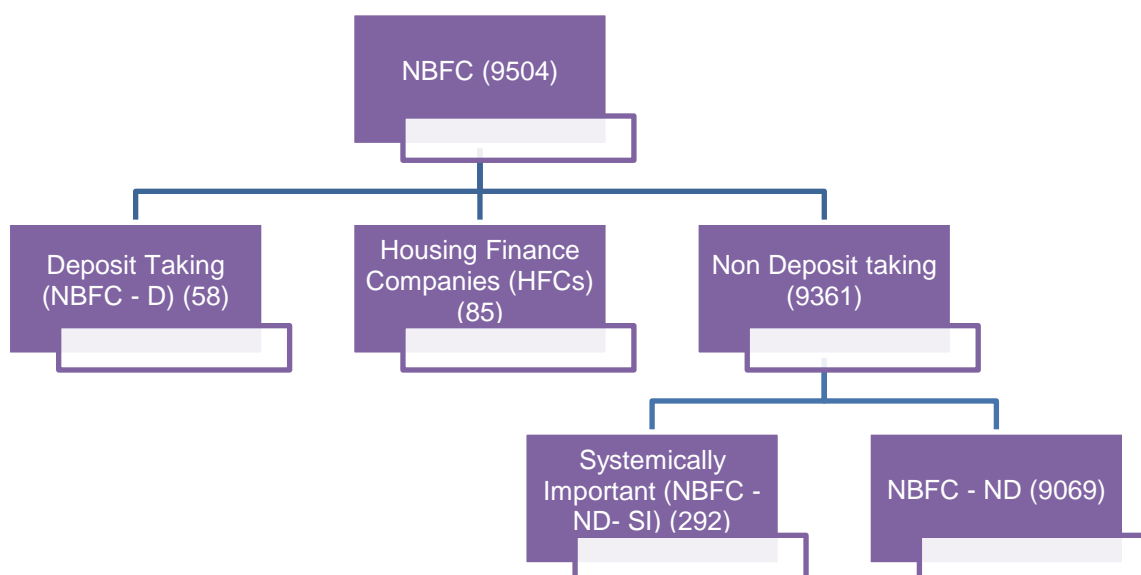 NBFC (9504)
Deposit Taking
(NBFC - D) (58)
Housing Finance
Companies (HFCs)
(85)
Non Deposit taking
(9361)
Systemically
Important (NBFC -
ND- SI) (292)
NBFC - ND (9069)